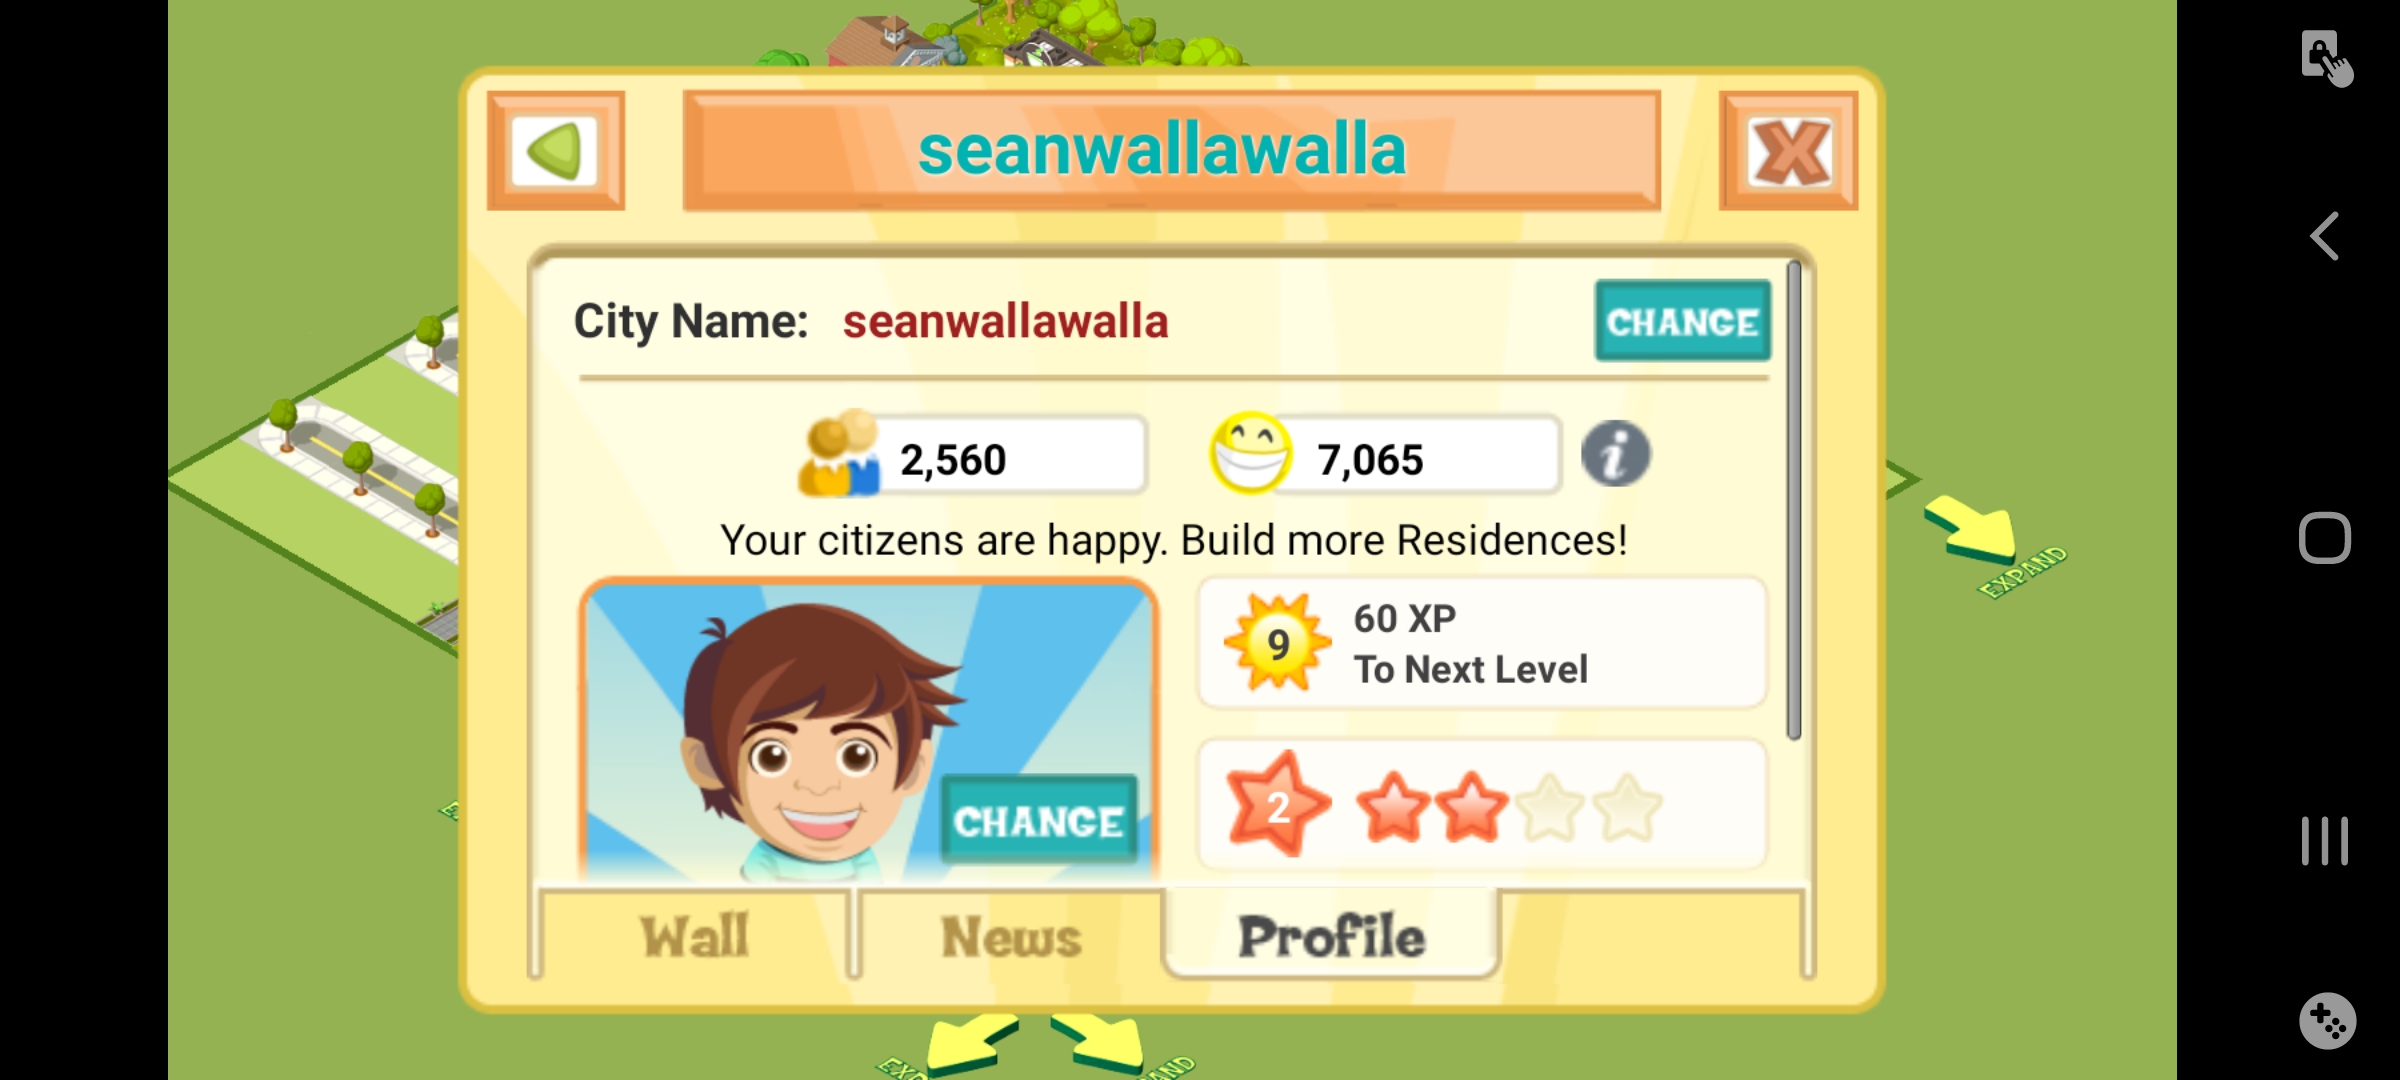 seanwallawalla
City Name: seanwallawalla
CHANGE
2,560
7,065
i
Your citizens are happy. Build more Residences!
9
60 XP
To Next Level
CHANGE
2
EXPAND
Wall
News
Profile